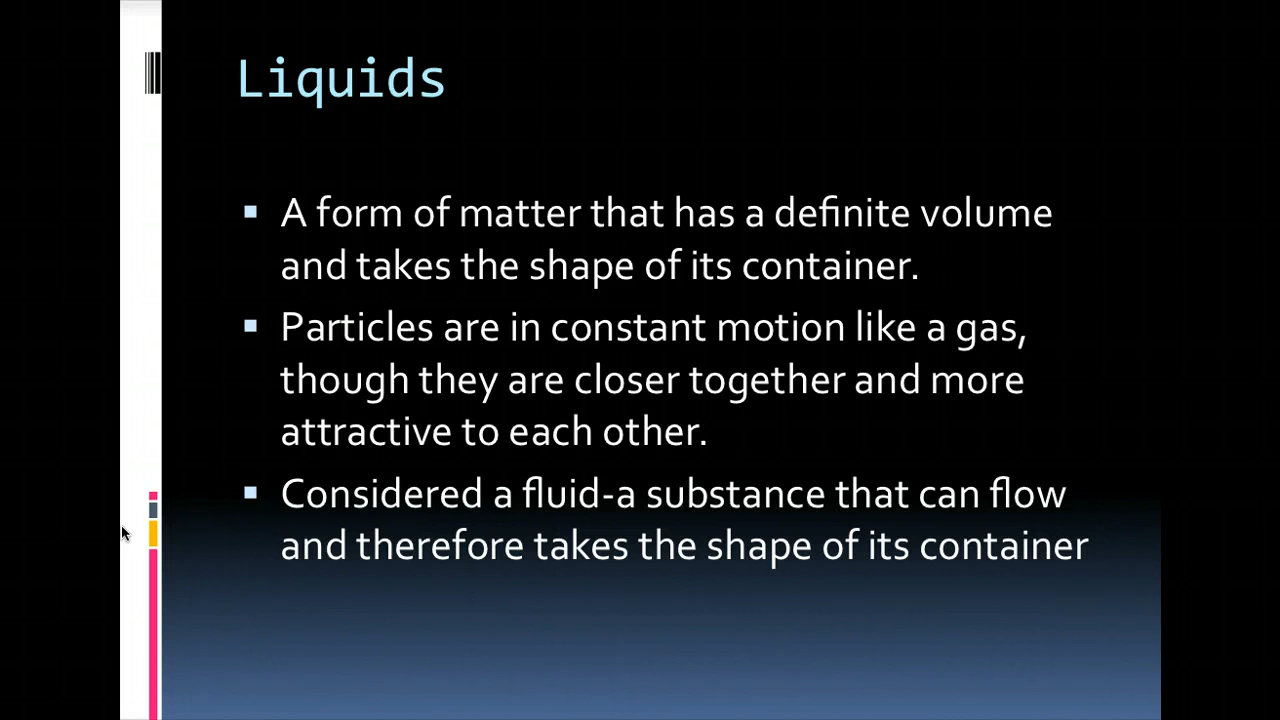 Liquids
A form of matter that has a definite volume
and takes the shape of its container.
Particles are in constant motion like a gas,
though they are closer together and more
attractive to each other.
Considered a fluid-a substance that can flow
and therefore takes the shape of its container